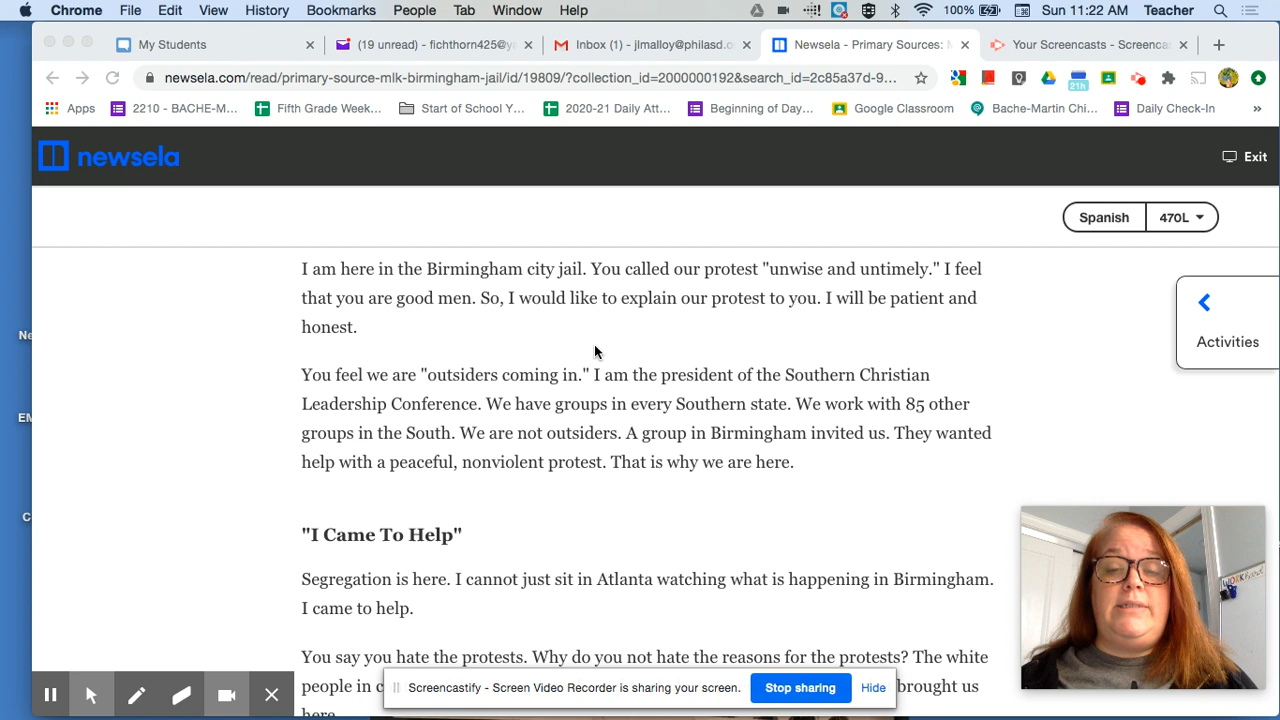 Chrome File Edit View History Bookmarks People Tab Window Help 100% Sun 11:22 AM Teacher
My Students × (19 unread) - fichthorn425@y × Inbox (1) - jlmalloy@philasd. × Newsela - Primary Sources: × Your Screencasts - Screenca × +
newsela.com/read/primary-source-mlk-birmingham-jail/id/19809/?collection_id=2000000192&search_id=2c85a37d-9...
21h
Apps 2210 - BACHE-M... Fifth Grade Week... Start of School Y... 2020-21 Daily Att... Beginning of Day... Google Classroom Bache-Martin Chi... Daily Check-In »
newsela Exit
Spanish 470L
I am here in the Birmingham city jail. You called our protest "unwise and untimely." I feel
that you are good men. So, I would like to explain our protest to you. I will be patient and
honest.
Activities
You feel we are "outsiders coming in." I am the president of the Southern Christian
Leadership Conference. We have groups in every Southern state. We work with 85 other
groups in the South. We are not outsiders. A group in Birmingham invited us. They wanted
help with a peaceful, nonviolent protest. That is why we are here.
"I Came To Help"
Segregation is here. I cannot just sit in Atlanta watching what is happening in Birmingham.
I came to help.
You say you hate the protests. Why do you not hate the reasons for the protests? The white
people in c brought us
here.
Screencastify - Screen Video Recorder is sharing your screen. Stop sharing Hide